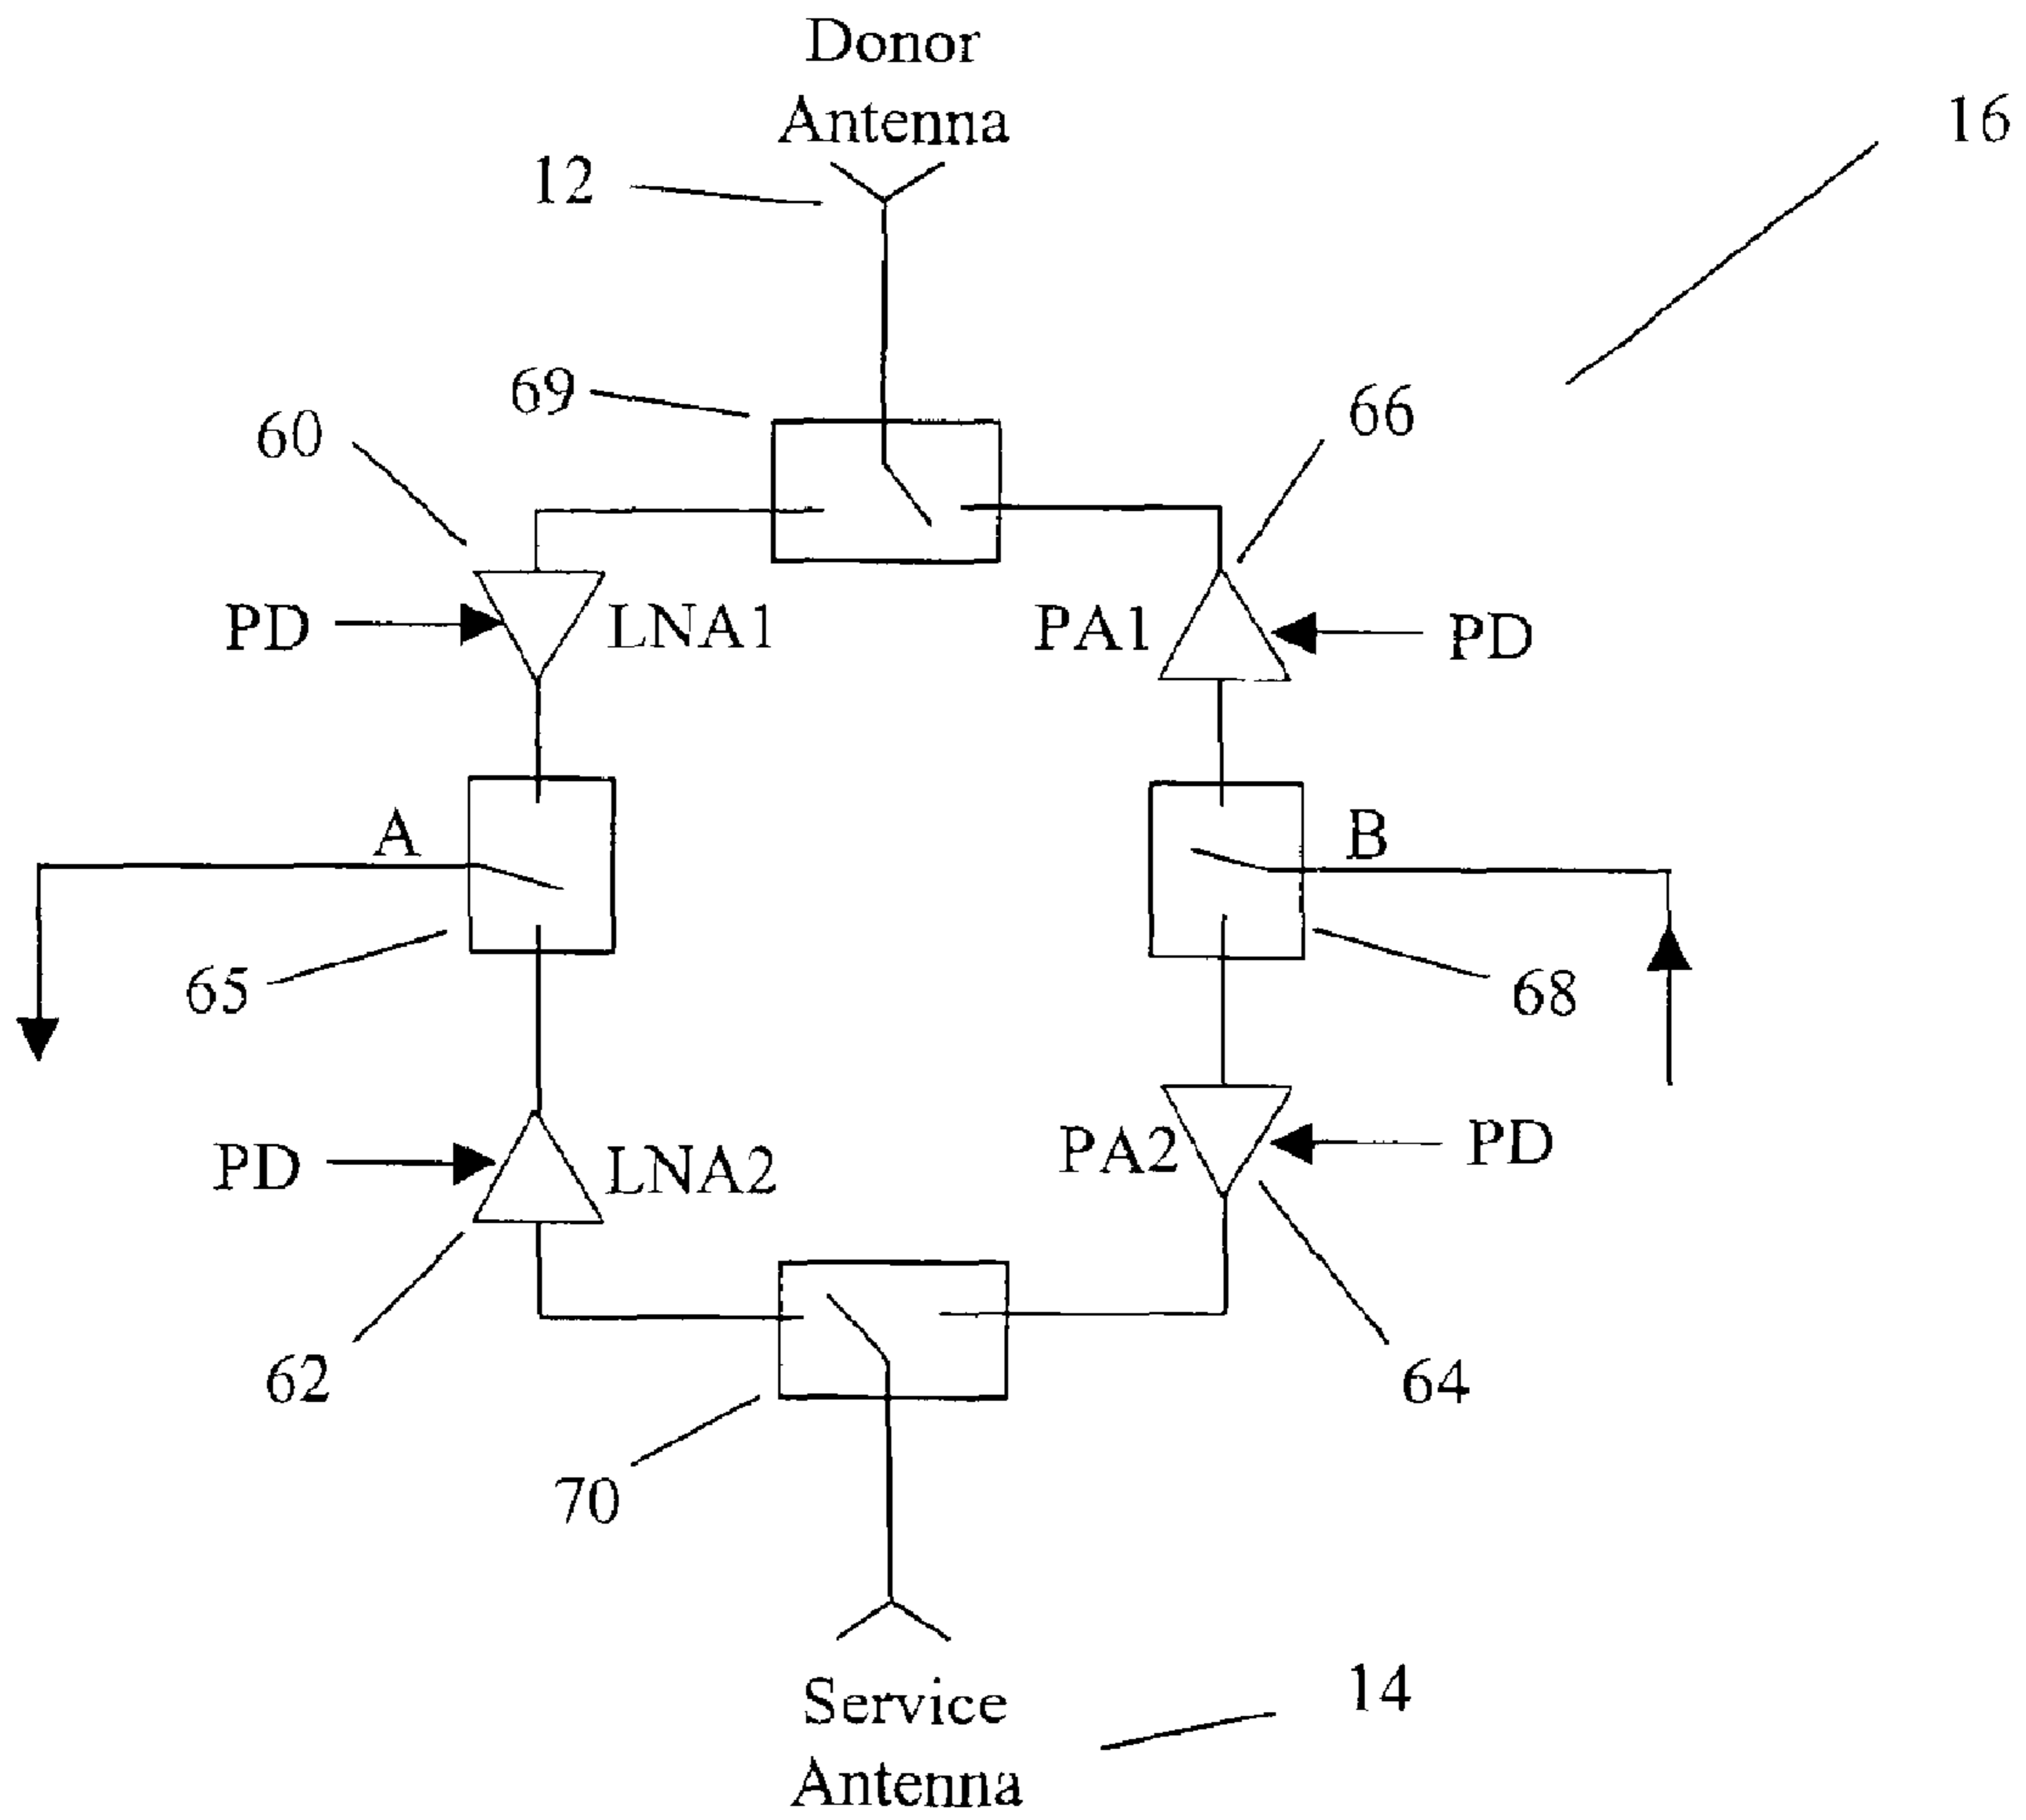 Donor
Antenna
16
12
69
66
60
PD
LNA1
PA1
PD
A
B
65
68
PD
LNA2
PA2
PD
62
64
70
14
Service
Antenna